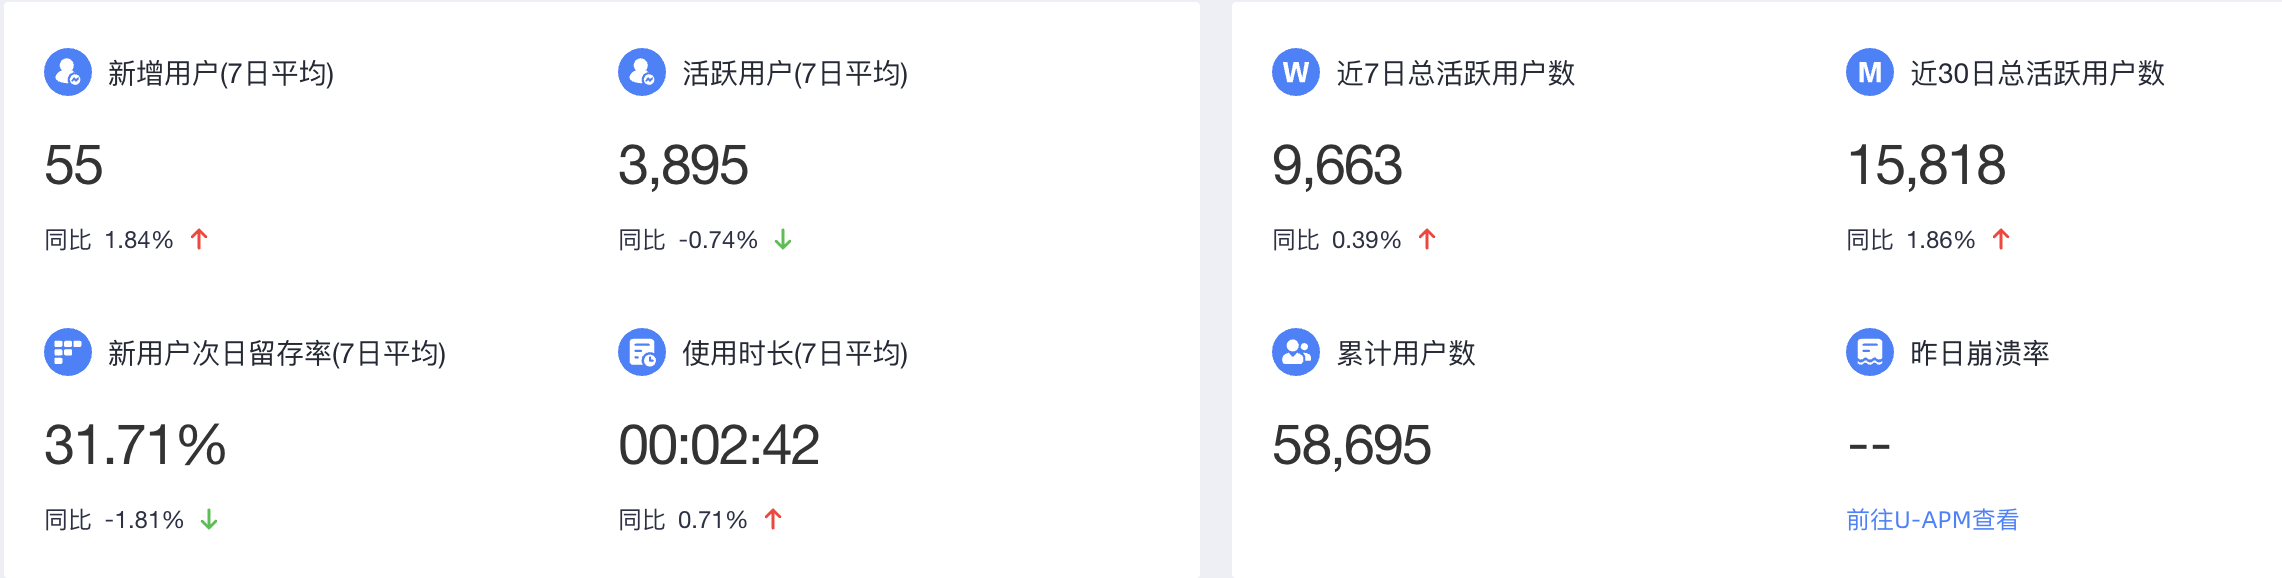 新增用户(7日平均)
活跃用户(7日平均)
W 近7日总活跃用户数
M 近30日总活跃用户数
55
3,895
9,663
15,818
同比 1.84% ↑
同比 -0.74% ↓
同比 0.39% ↑
同比 1.86% ↑
新用户次日留存率(7日平均)
使用时长(7日平均)
累计用户数
昨日崩溃率
31.71%
00:02:42
58,695
--
同比 -1.81% ↓
同比 0.71% ↑
前往U-APM查看